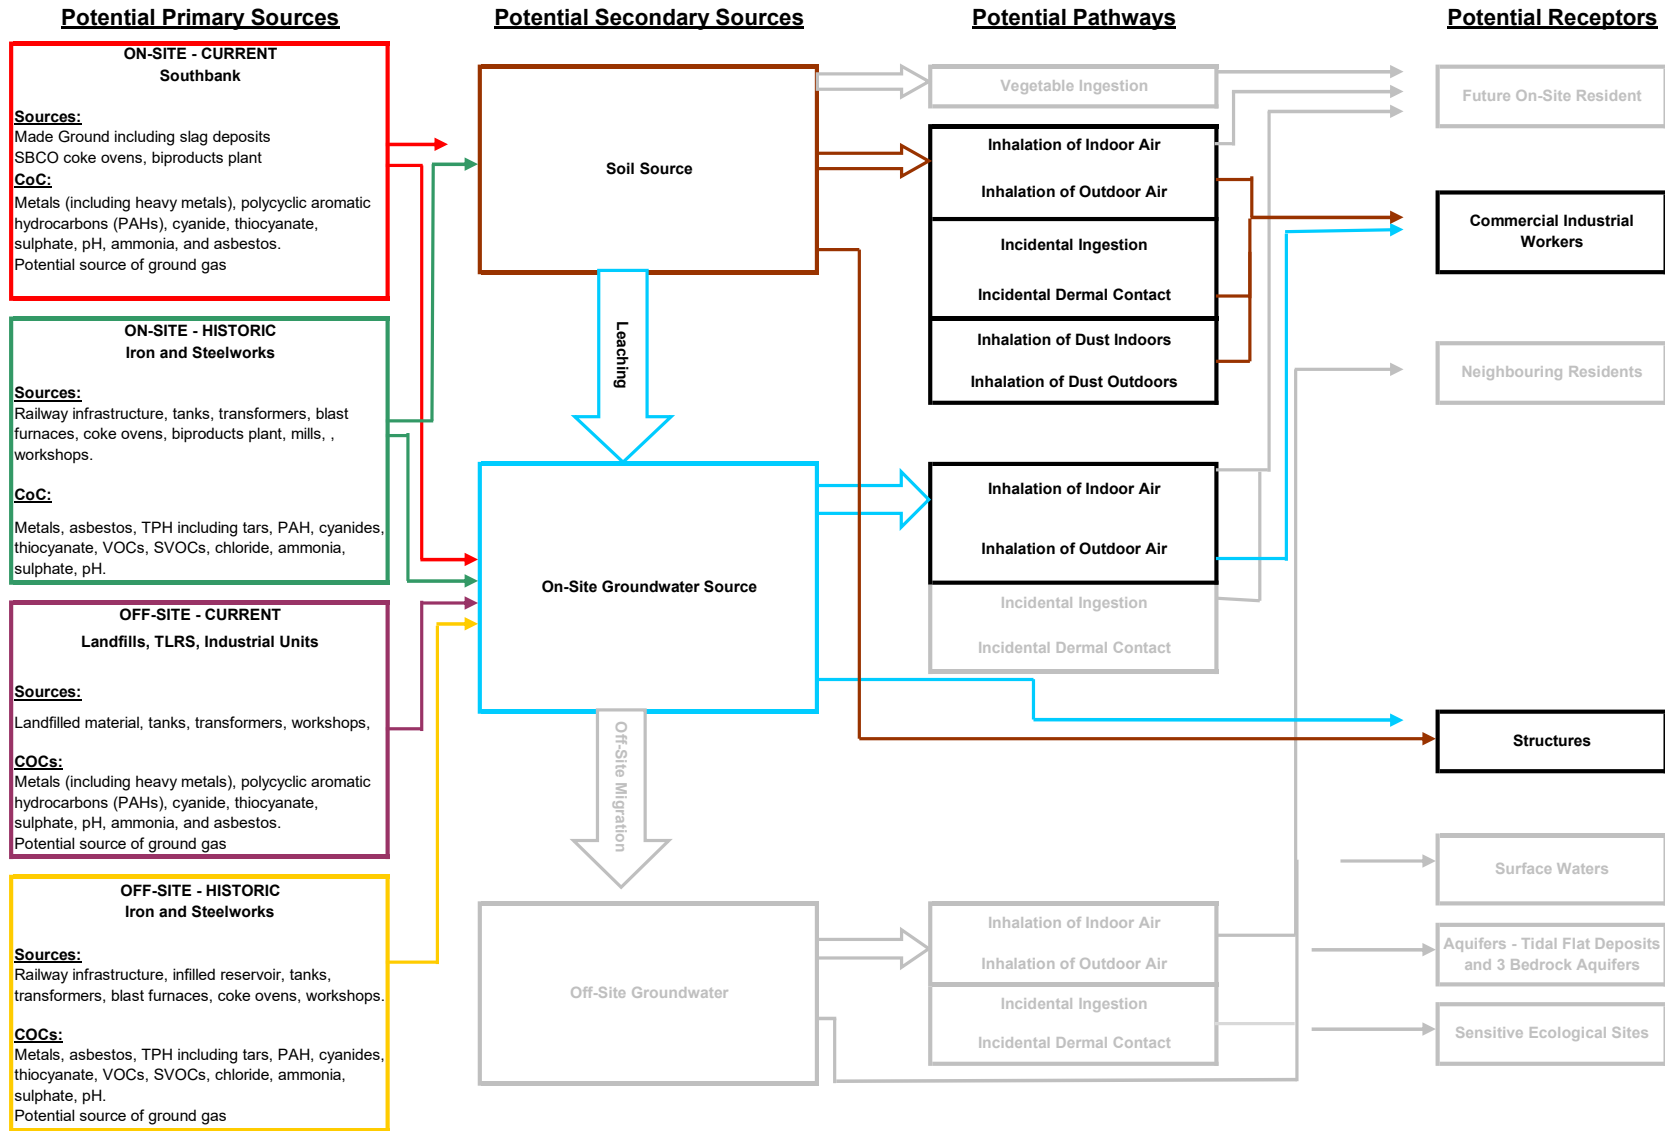 Potential Primary Sources
Potential Secondary Sources
Potential Pathways
Potential Receptors
ON-SITE - CURRENT
Southbank
Sources:
Made Ground including slag deposits
SBCO coke ovens, biproducts plant
CoC:
Metals (including heavy metals), polycyclic aromatic
hydrocarbons (PAHs), cyanide, thiocyanate,
sulphate, pH, ammonia, and asbestos.
Potential source of ground gas
ON-SITE - HISTORIC
Iron and Steelworks
Sources:
Railway infrastructure, tanks, transformers, blast
furnaces, coke ovens, biproducts plant, mills, ,
workshops.
CoC:
Metals, asbestos, TPH including tars, PAH, cyanides,
thiocyanate, VOCs, SVOCs, chloride, ammonia,
sulphate, pH.
OFF-SITE - CURRENT
Landfills, TLRS, Industrial Units
Sources:
Landfilled material, tanks, transformers, workshops,
COCs:
Metals (including heavy metals), polycyclic aromatic
hydrocarbons (PAHs), cyanide, thiocyanate,
sulphate, pH, ammonia, and asbestos.
Potential source of ground gas
OFF-SITE - HISTORIC
Iron and Steelworks
Sources:
Railway infrastructure, infilled reservoir, tanks,
transformers, blast furnaces, coke ovens, workshops.
COCs:
Metals, asbestos, TPH including tars, PAH, cyanides,
thiocyanate, VOCs, SVOCs, chloride, ammonia,
sulphate, pH.
Potential source of ground gas
Soil Source
Leaching
On-Site Groundwater Source
Off-Site Migration
Off-Site Groundwater
Vegetable Ingestion
Inhalation of Indoor Air
Inhalation of Outdoor Air
Incidental Ingestion
Incidental Dermal Contact
Inhalation of Dust Indoors
Inhalation of Dust Outdoors
Inhalation of Indoor Air
Inhalation of Outdoor Air
Incidental Ingestion
Incidental Dermal Contact
Inhalation of Indoor Air
Inhalation of Outdoor Air
Incidental Ingestion
Incidental Dermal Contact
Future On-Site Resident
Commercial Industrial
Workers
Neighbouring Residents
Structures
Surface Waters
Aquifers - Tidal Flat Deposits
and 3 Bedrock Aquifers
Sensitive Ecological Sites